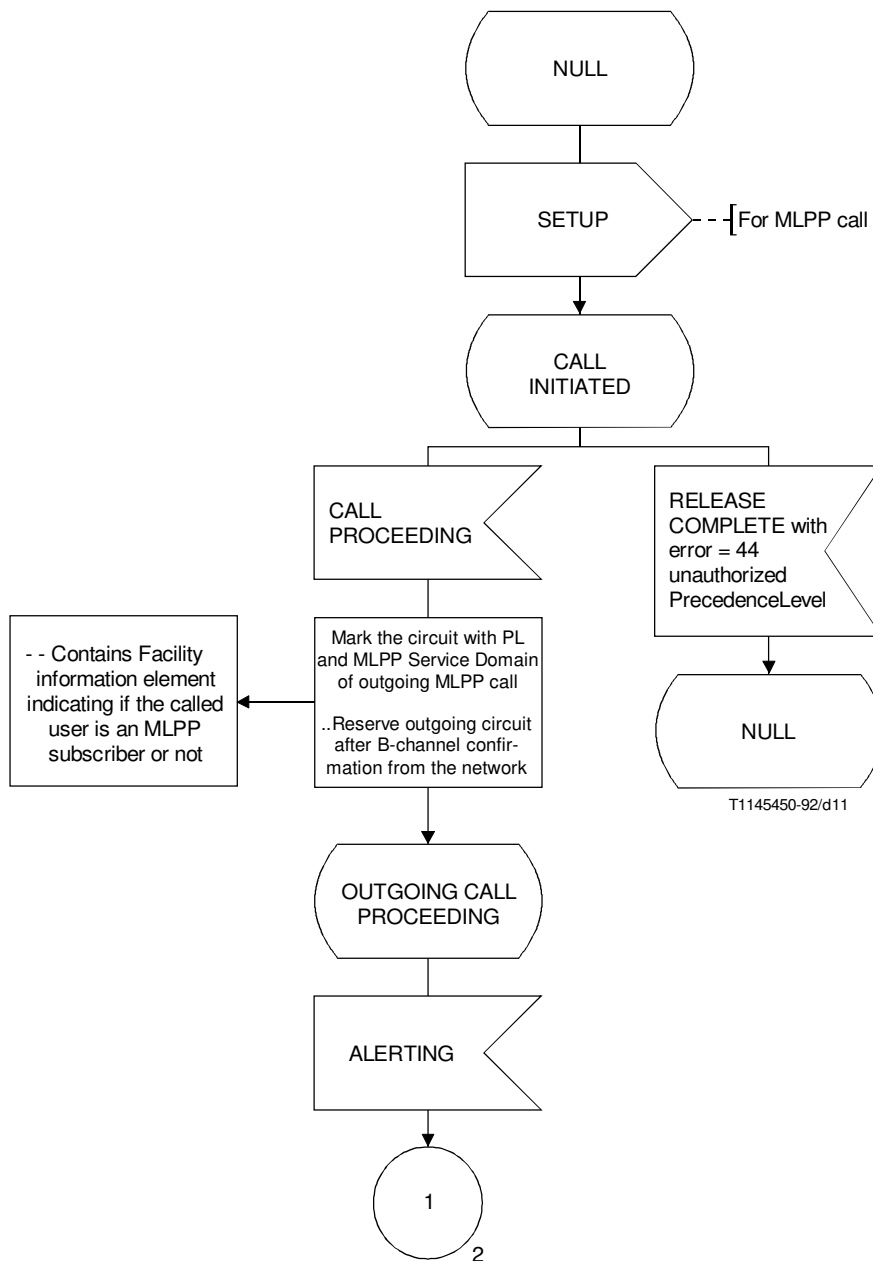 NULL
SETUP
For MLPP call
CALL
INITIATED
CALL
PROCEEDING
RELEASE
COMPLETE with
error = 44
unauthorized
PrecedenceLevel
- - Contains Facility
information element
indicating if the called
user is an MLPP
subscriber or not
Mark the circuit with PL
and MLPP Service Domain
of outgoing MLPP call
..Reserve outgoing circuit
after B-channel confir-
mation from the network
NULL
T1145450-92/d11
OUTGOING CALL
PROCEEDING
ALERTING
1
2